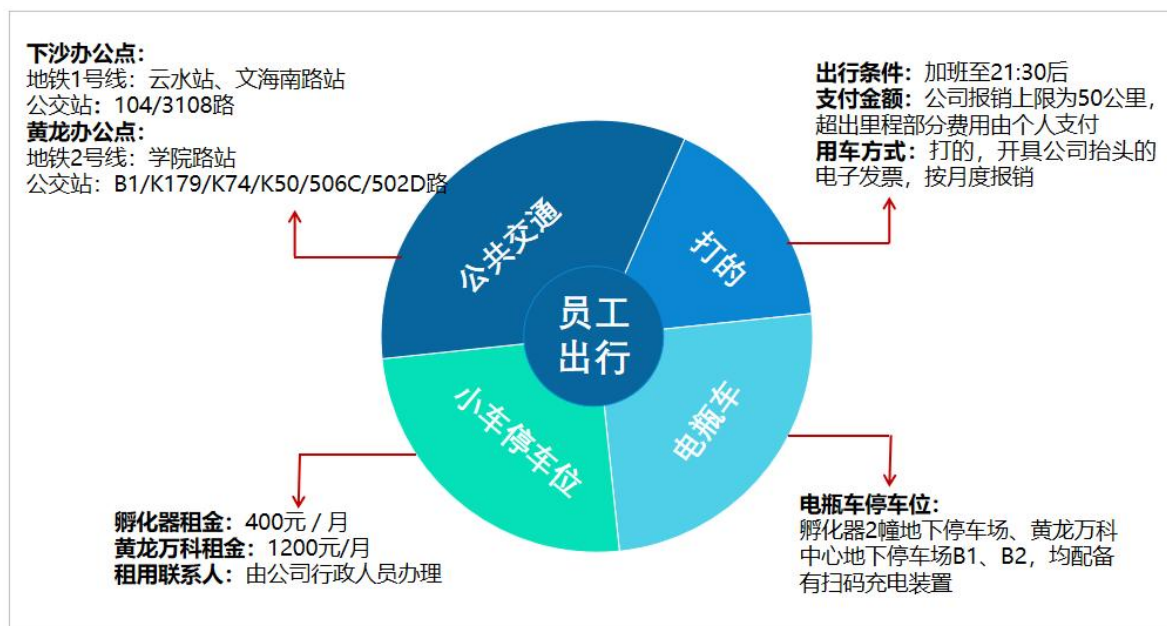 下沙办公点：
地铁1号线：云水站、文海南路站
公交站：104/3108路
黄龙办公点：
地铁2号线：学院路站
公交站：B1/K179/K74/K50/506C/502D路
出行条件：加班至21:30后
支付金额：公司报销上限为50公里，
超出里程部分费用由个人支付
用车方式：打的，开具公司抬头的
电子发票，按月度报销
公共交通
打的
员工
出行
小车停车位
电瓶车
孵化器租金：400元 / 月
黄龙万科租金：1200元/月
租用联系人：由公司行政人员办理
电瓶车停车位：
孵化器2幢地下停车场、黄龙万科
中心地下停车场B1、B2，均配备
有扫码充电装置